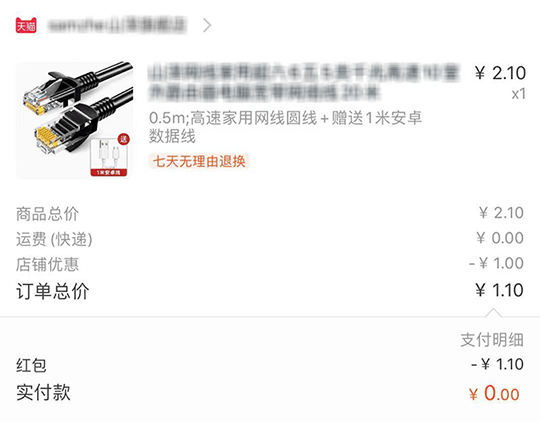 天猫
¥ 2.10
x1
0.5m;高速家用网线圆线+赠送1米安卓
数据线
送
1米安卓线
七天无理由退换
商品总价 ¥ 2.10
运费(快递) ¥ 0.00
店铺优惠 -¥ 1.00
订单总价 ¥ 1.10
支付明细
红包 -¥ 1.10
实付款 ¥ 0.00